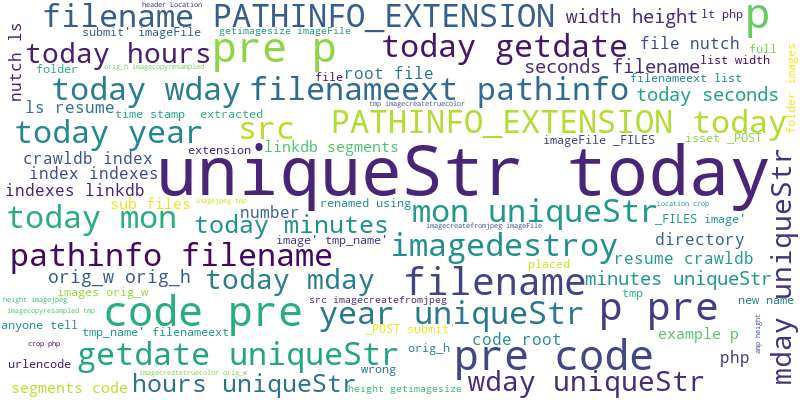 header Location
filename PATHINFO_EXTENSION
width height
lt php
p
submit' imageFile
getimagesize imageFile
nutch ls
today hours
pre p
today getdate
file nutch
full
folder
orig_h imagecopyresampled
root file
file
seconds filename
list width
folder images
today wday
filenameext pathinfo
filenameext list
today seconds
ls resume
time stamp
extracted
tmp imagecreatetruecolor
today year
src
PATHINFO_EXTENSION today
imageFile _FILES
isset _POST
extension
linkdb segments
crawldb index
index indexes
indexes linkdb
uniqueStr today
sub files
imagejpeg tmp
renamed using
Location crop
today mon
number
today minutes
mon uniqueStr
_FILES image'
imagecreatefromjpeg imageFile
image' tmp_name'
imagedestroy
directory
pathinfo filename
placed
resume crawldb
orig_w orig_h
today mday
filename
minutes uniqueStr
mday uniqueStr
images orig_w
tmp
height imagejpeg
src imagecreatefromjpeg
new name
imagecopyresampled tmp
code pre
year uniqueStr
p pre
anyone tell
tmp_name' filenameext
_POST submit'
code root
example p
amp height
crop php
getdate uniqueStr
orig_h
pre code
php
urlencode
wrong
imagecreatetruecolor orig_w
segments code
hours uniqueStr
height getimagesize
wday uniqueStr